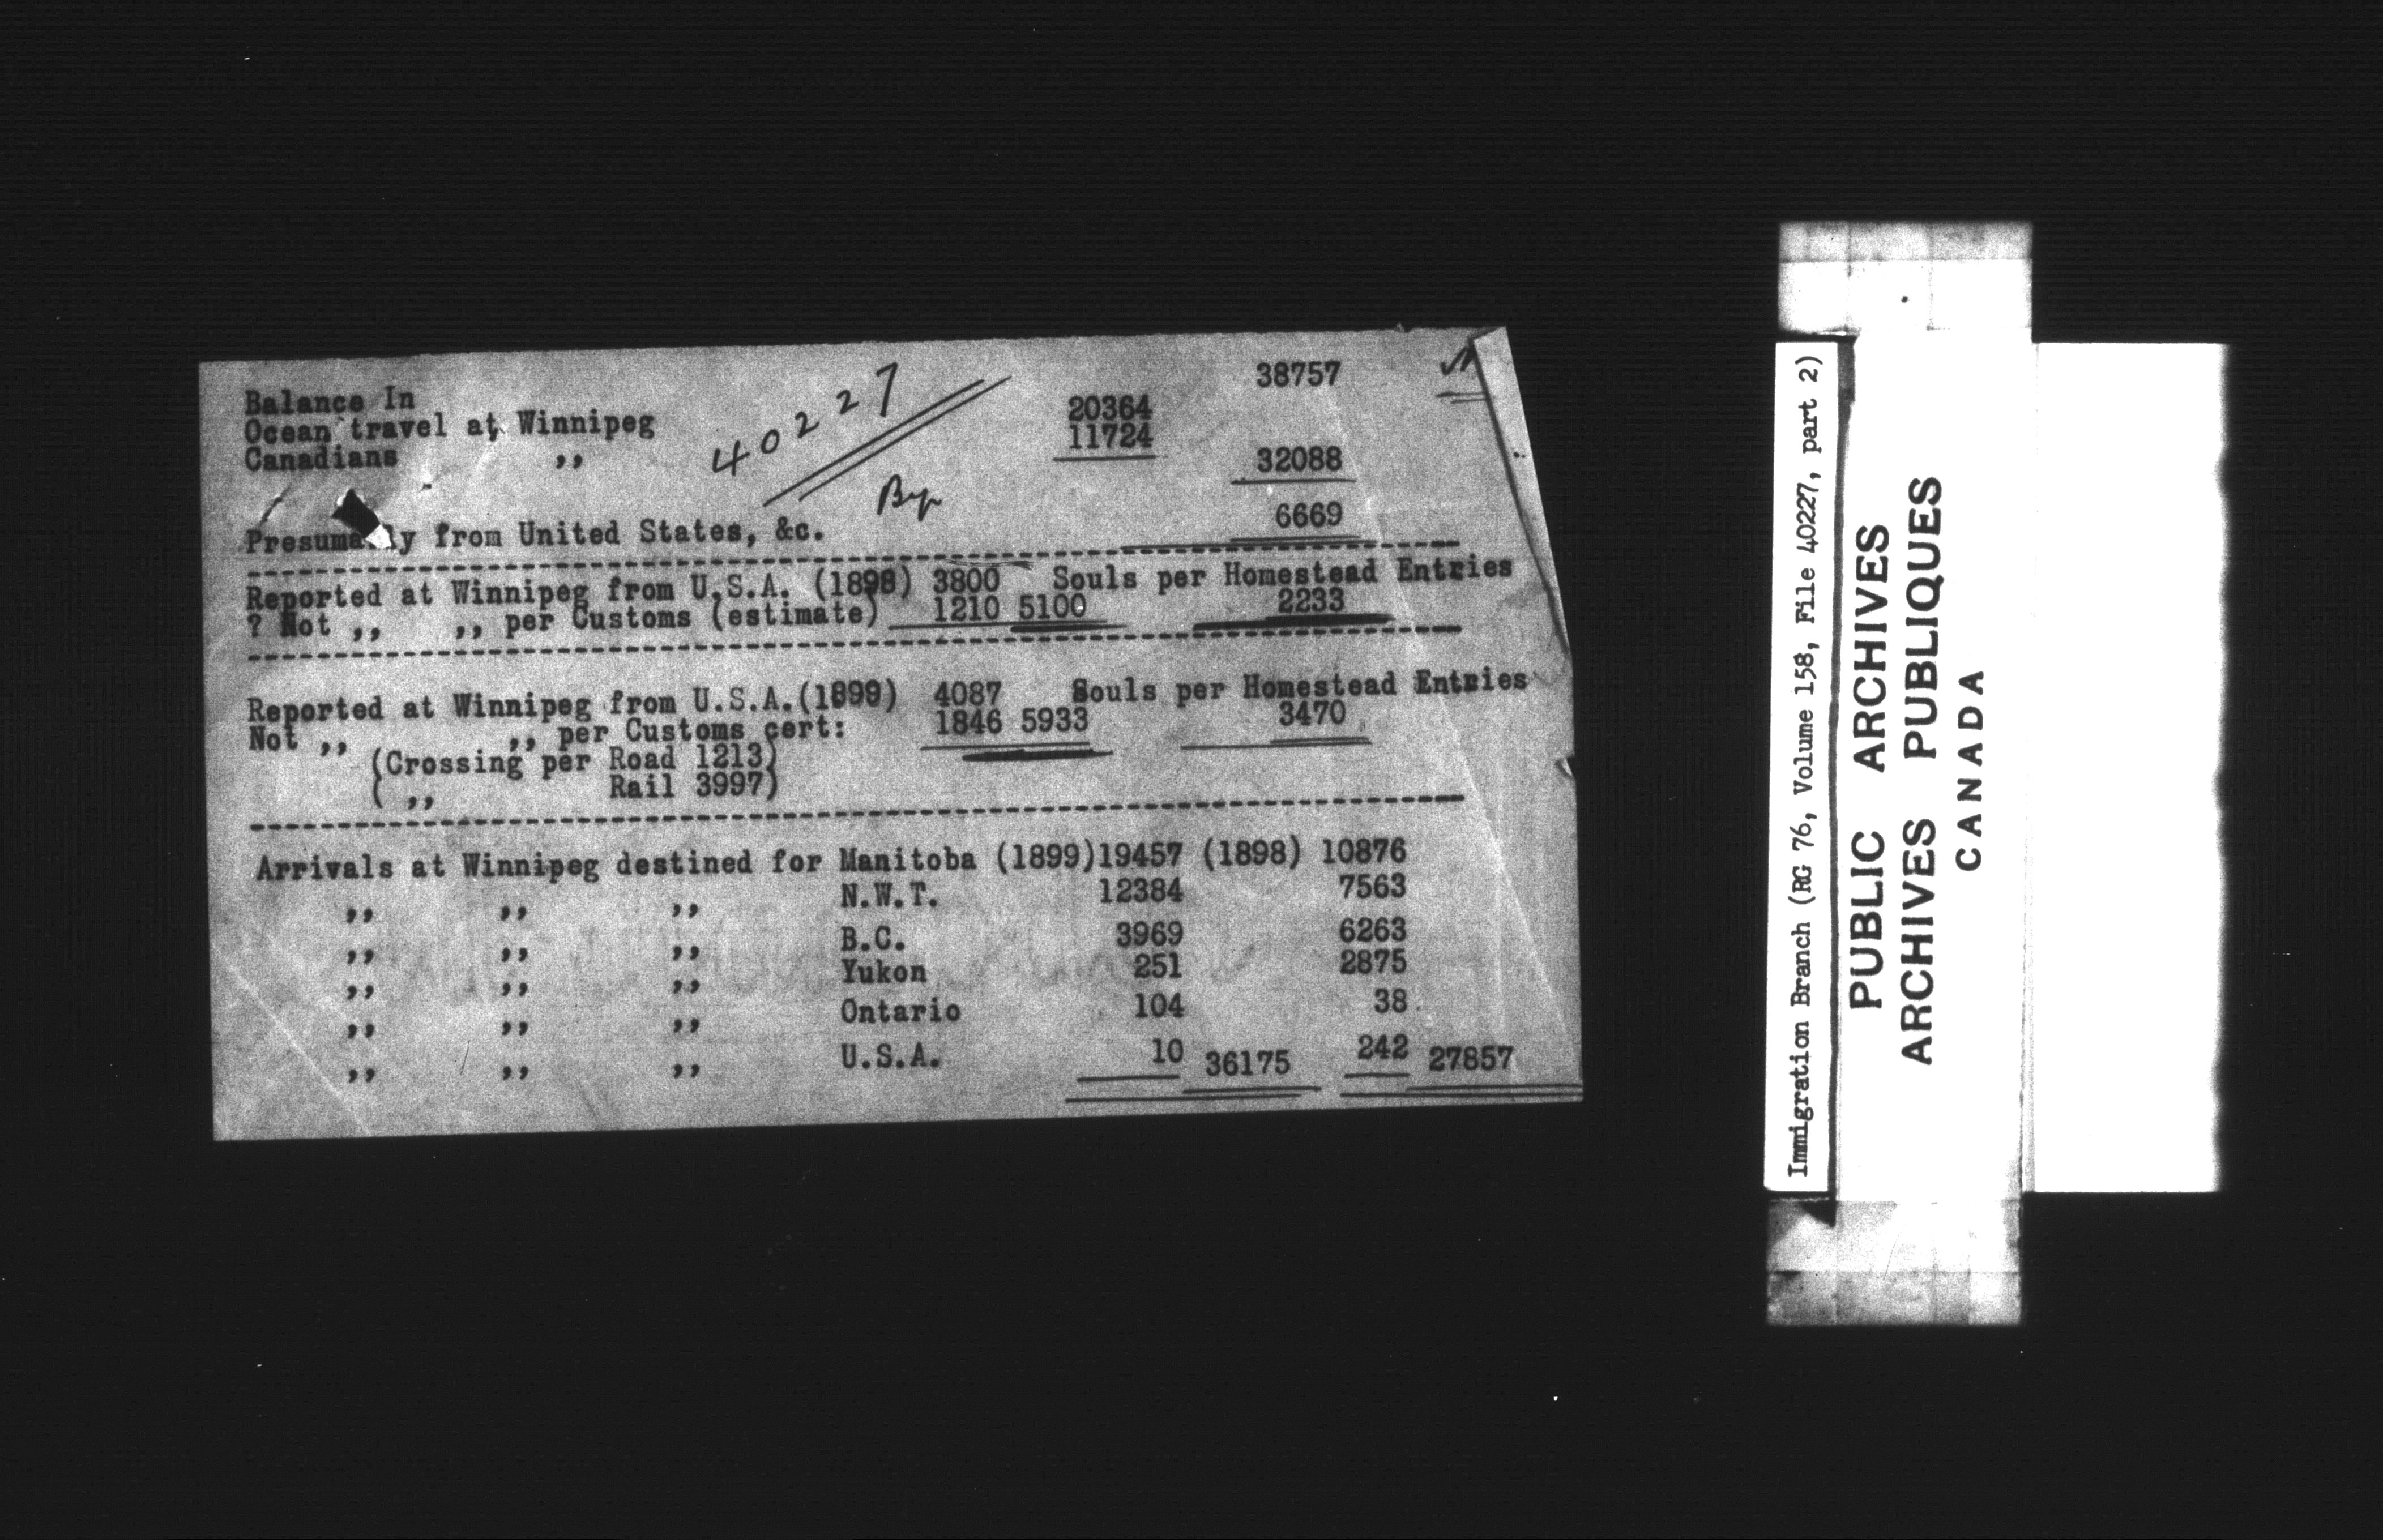 Balance In 38757
Ocean travel at Winnipeg 20364
Canadians ,, 11724
32088
40227
Presuma ly from United States, &c. 6669
Reported at Winnipeg from U.S.A. (1898) 3800 Souls per Homestead Entries
? Not ,, ,, per Customs (estimate) 1210 5100 2233
Reported at Winnipeg from U.S.A.(1899) 4087 Souls per Homestead Entries
Not ,, ,, per Customs cert: 1846 5933 3470
(Crossing per Road 1213)
( ,, Rail 3997)
Arrivals at Winnipeg destined for Manitoba (1899)19457 (1898) 10876
,, ,, ,, N.W.T. 12384 7563
,, ,, ,, B.C. 3969 6263
,, ,, ,, Yukon 251 2875
,, ,, ,, Ontario 104 38
,, ,, ,, U.S.A. 10 36175 242 27857
Immigration Branch (RG 76, Volume 158, File 40227, part 2)
PUBLIC ARCHIVES
ARCHIVES PUBLIQUES
CANADA